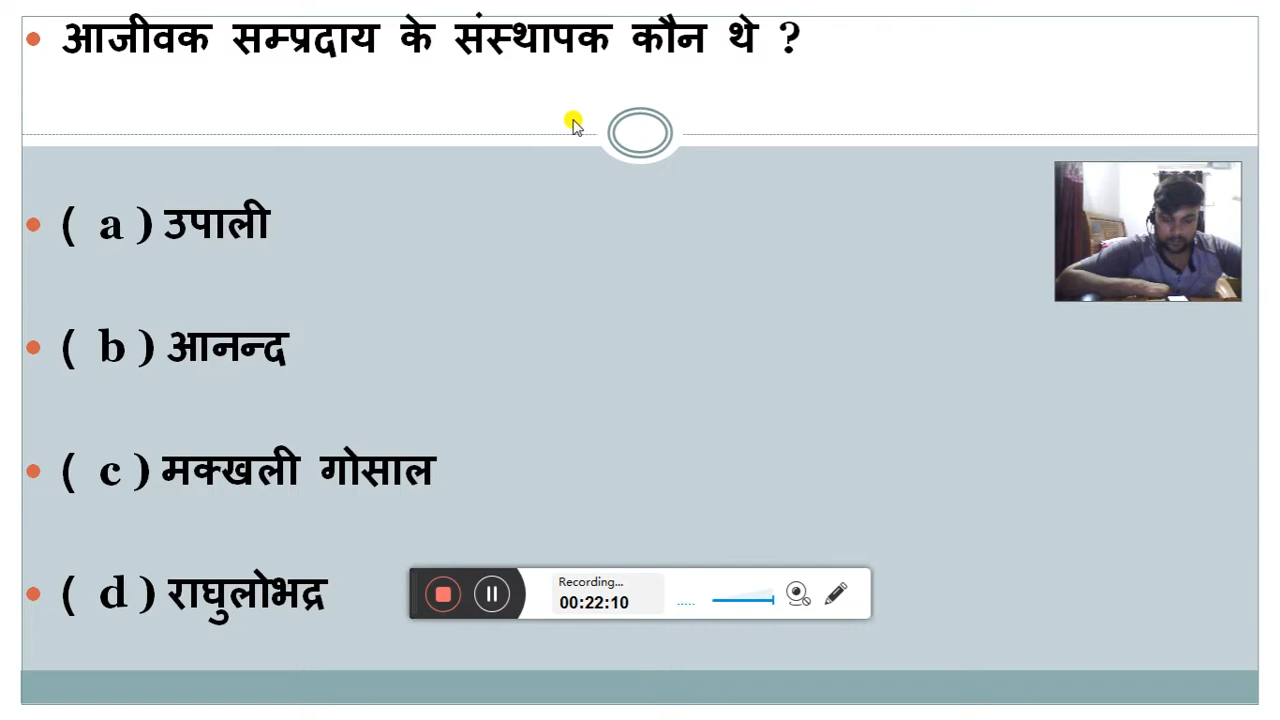 आजीवक सम्प्रदाय के संस्थापक कौन थे ?
( a ) उपाली
( b ) आनन्द
( c ) मक्खली गोसाल
( d ) राघुलोभद्र
Recording...
00:22:10